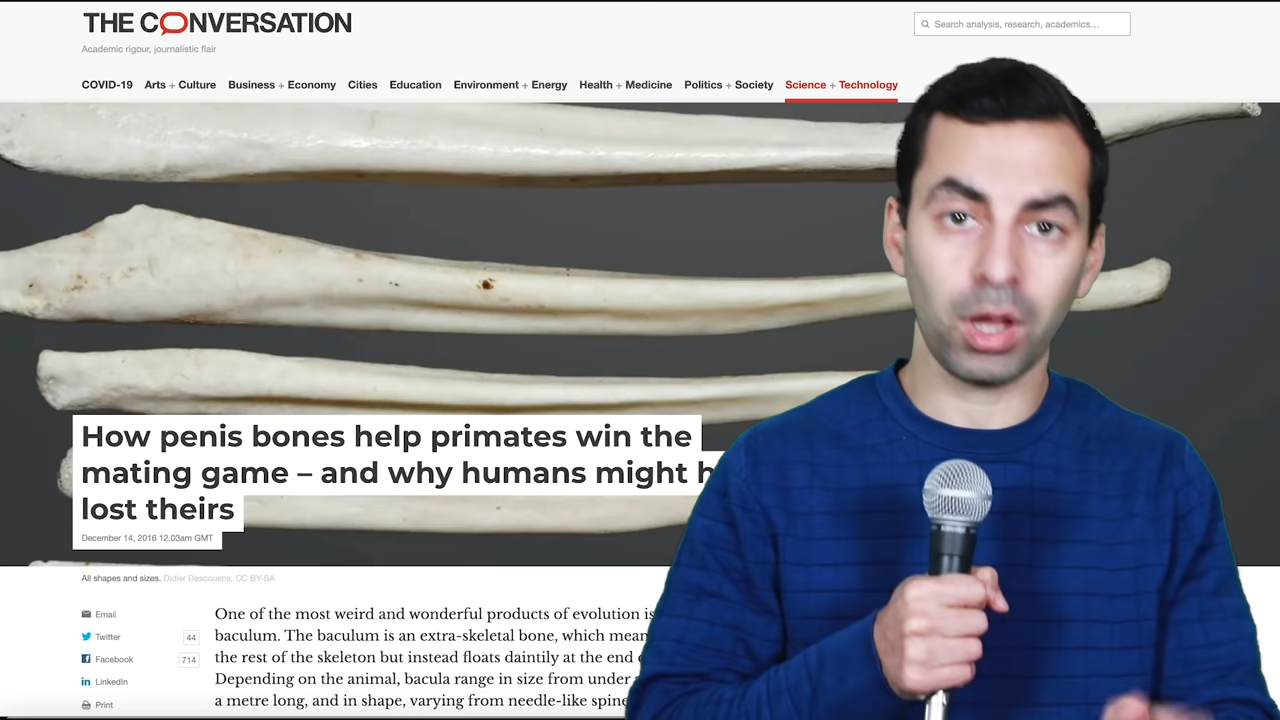 THE CONVERSATION
Search analysis, research, academics...
Academic rigour, journalistic flair
COVID-19 Arts + Culture Business + Economy Cities Education Environment + Energy Health + Medicine Politics + Society Science + Technology
How penis bones help primates win the
mating game – and why humans might
lost theirs
December 14, 2016 12.03am GMT
All shapes and sizes. Didier Descouens, CC BY-SA
Email
Twitter 44
Facebook 714
LinkedIn
Print
One of the most weird and wonderful products of evolution is
baculum. The baculum is an extra-skeletal bone, which
the rest of the skeleton but instead floats daintily at the end
Depending on the animal, bacula range in size from under
a metre long, and in shape, varying from needle-like